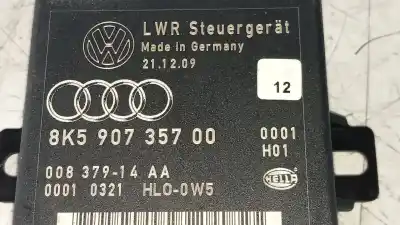 LWR Steuergerät
Made in Germany
21.12.09
12
8K5 907 357 00
0001
H01
008 379-14 AA
0001 0321 HLO-0W5
HELLA